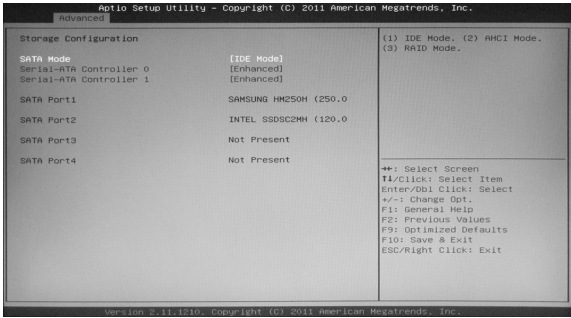 Aptio Setup Utility – Copyright (C) 2011 American Megatrends, Inc.
Advanced
Storage Configuration
SATA Mode [IDE Mode]
Serial-ATA Controller 0 [Enhanced]
Serial-ATA Controller 1 [Enhanced]
SATA Port1 SAMSUNG HM250H (250.0
SATA Port2 INTEL SSDSC2MH (120.0
SATA Port3 Not Present
SATA Port4 Not Present
(1) IDE Mode. (2) AHCI Mode.
(3) RAID Mode.
→←: Select Screen
↑↓/Click: Select Item
Enter/Dbl Click: Select
+/-: Change Opt.
F1: General Help
F2: Previous Values
F9: Optimized Defaults
F10: Save & Exit
ESC/Right Click: Exit
Version 2.11.1210. Copyright (C) 2011 American Megatrends, Inc.